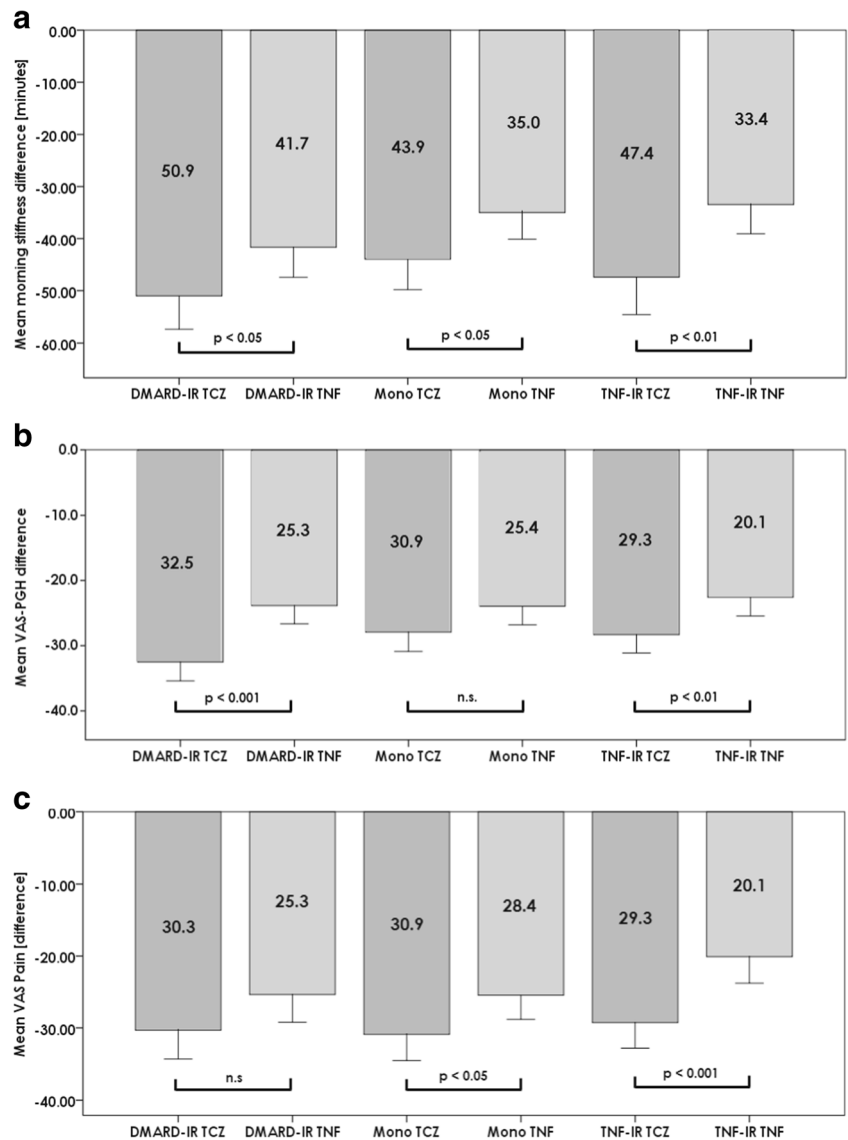 a
Mean morning stiffness difference [minutes]
0.00
-10.00
-20.00
-30.00
-40.00
-50.00
-60.00
50.9
41.7
43.9
35.0
47.4
33.4
p < 0.05
p < 0.05
p < 0.01
DMARD-IR TCZ
DMARD-IR TNF
Mono TCZ
Mono TNF
TNF-IR TCZ
TNF-IR TNF
b
Mean VAS-PGH difference
0.0
-10.0
-20.0
-30.0
-40.0
32.5
25.3
30.9
25.4
29.3
20.1
p < 0.001
n.s.
p < 0.01
DMARD-IR TCZ
DMARD-IR TNF
Mono TCZ
Mono TNF
TNF-IR TCZ
TNF-IR TNF
c
Mean VAS Pain [difference]
0.00
-10.00
-20.00
-30.00
-40.00
30.3
25.3
30.9
28.4
29.3
20.1
n.s
p < 0.05
p < 0.001
DMARD-IR TCZ
DMARD-IR TNF
Mono TCZ
Mono TNF
TNF-IR TCZ
TNF-IR TNF